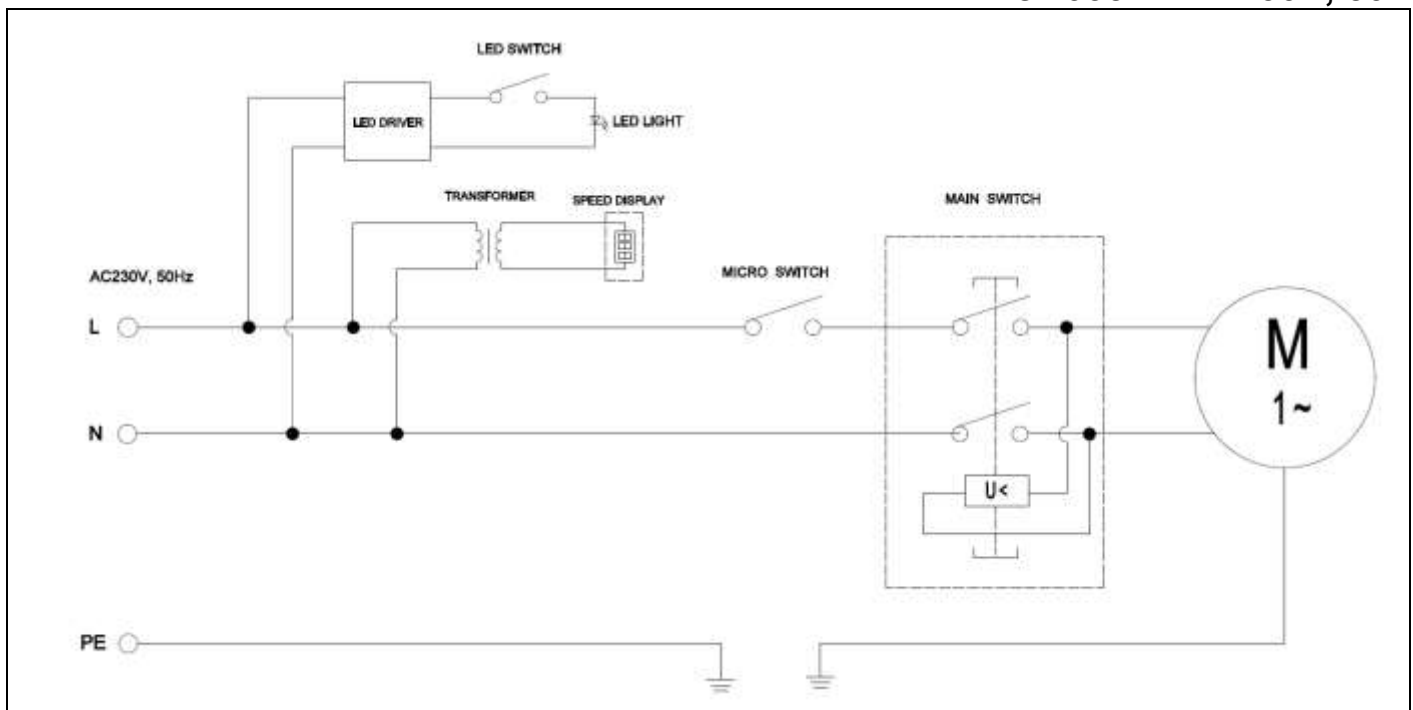 LED SWITCH
LED DRIVER
LED LIGHT
TRANSFORMER
SPEED DISPLAY
MAIN SWITCH
AC230V, 50Hz
MICRO SWITCH
L
M
1~
N
U<
PE